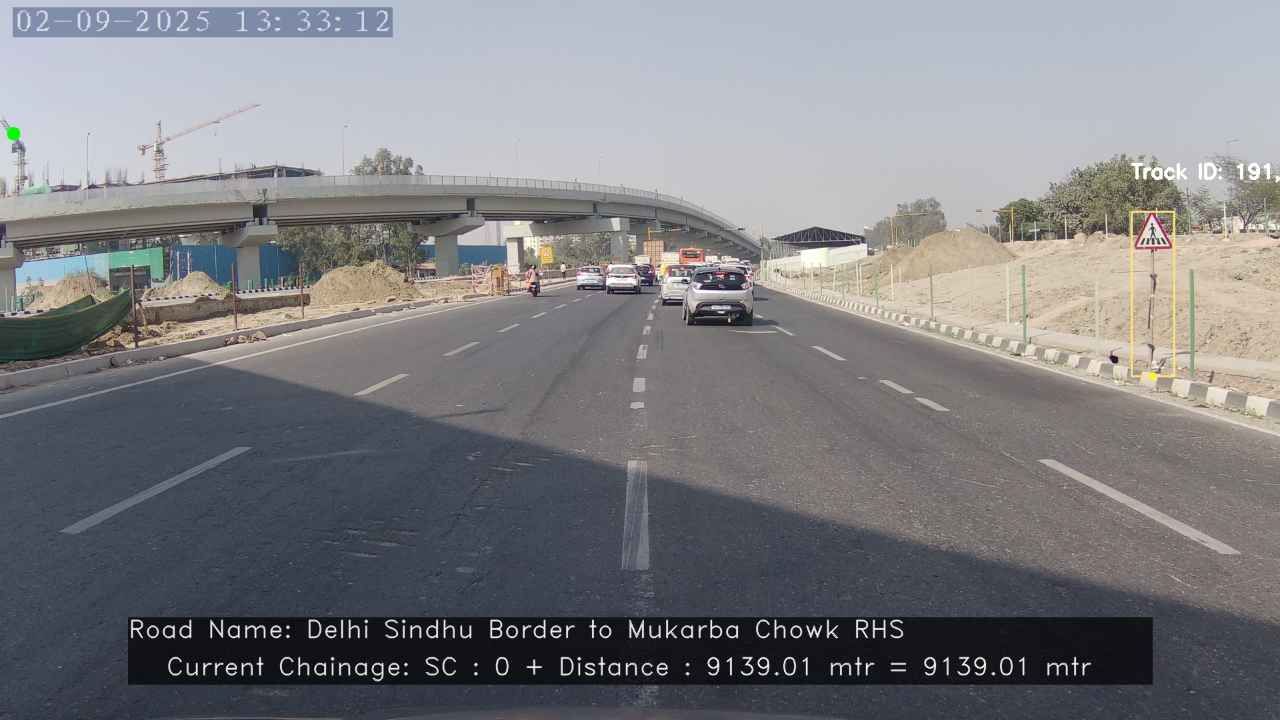 02-09-2025 13:33:12
Track ID: 191,
Road Name: Delhi Sindhu Border to Mukarba Chowk RHS
Current Chainage: SC : 0 + Distance : 9139.01 mtr = 9139.01 mtr